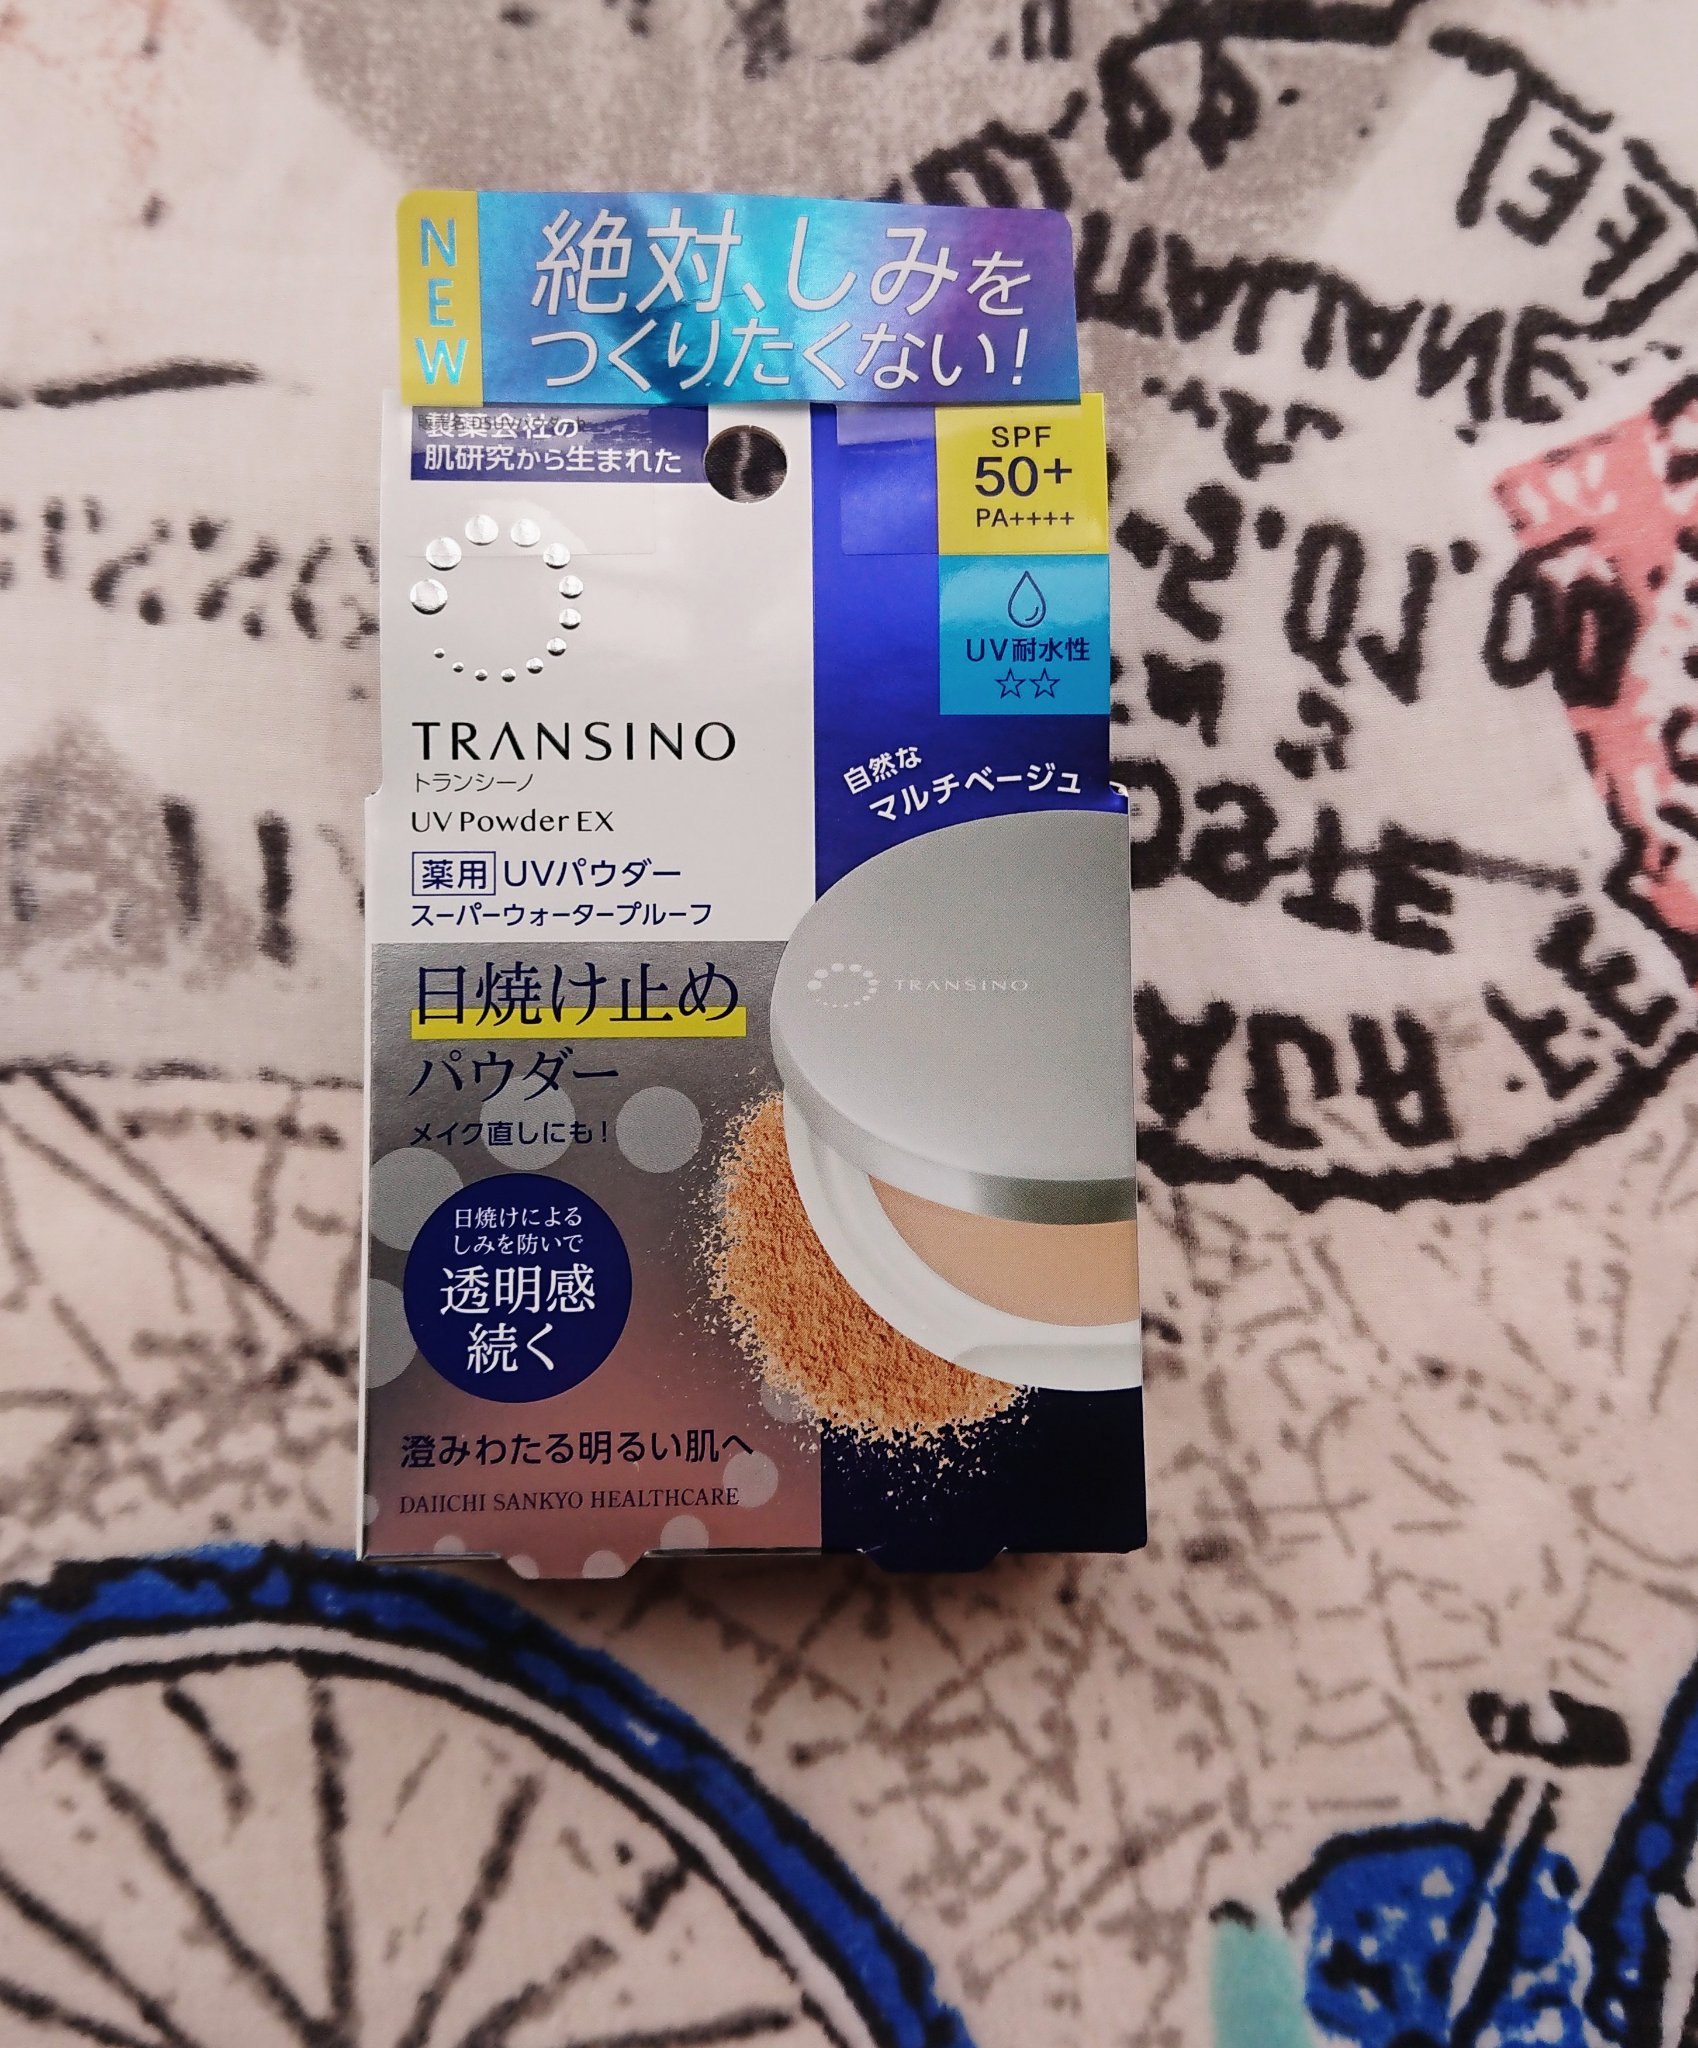 NEW
絶対、しみを
つくりたくない!
製薬会社の
肌研究から生まれた
SPF
50+
PA++++
UV耐水性
☆☆
TRANSINO
トランシーノ
UV Powder EX
薬用 UVパウダー
スーパーウォータープルーフ
自然な
マルチベージュ
TRANSINO
日焼け止め
パウダー
メイク直しにも!
日焼けによる
しみを防いで
透明感
続く
澄みわたる明るい肌へ
DAIICHI SANKYO HEALTHCARE